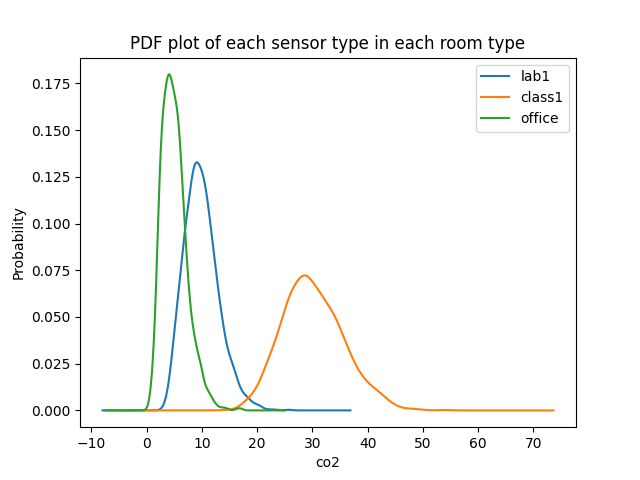 PDF plot of each sensor type in each room type
lab1
class1
office
0.175
0.150
0.125
0.100
0.075
0.050
0.025
0.000
Probability
−10 0 10 20 30 40 50 60 70
co2